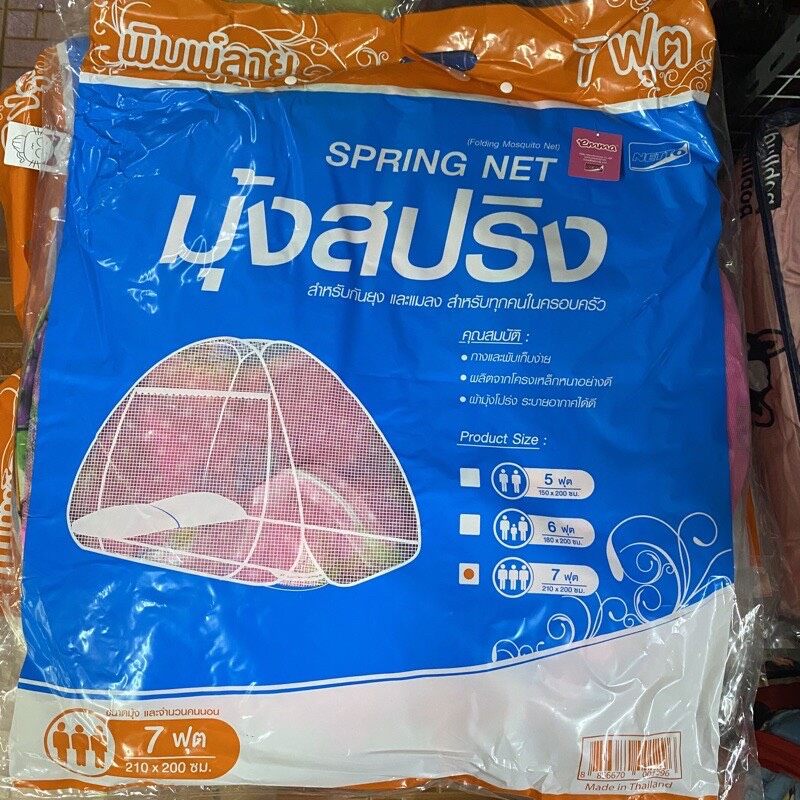 พิมพ์ลาย
7 ฟุต
(Folding Mosquito Net)
emma
NETTO
SPRING NET
มุ้งสปริง
สำหรับกันยุง และแมลง สำหรับทุกคนในครอบครัว
คุณสมบัติ :
• กางและพับเก็บง่าย
• ผลิตจากโครงเหล็กหนาอย่างดี
• ผ้ามุ้งโปร่ง ระบายอากาศได้ดี
Product Size :
5 ฟุต
150 x 200 ซม.
6 ฟุต
180 x 200 ซม.
7 ฟุต
210 x 200 ซม.
ขนาดมุ้ง และจำนวนคนนอน
7 ฟุต
210 x 200 ซม.
Made in Thailand
bulldog